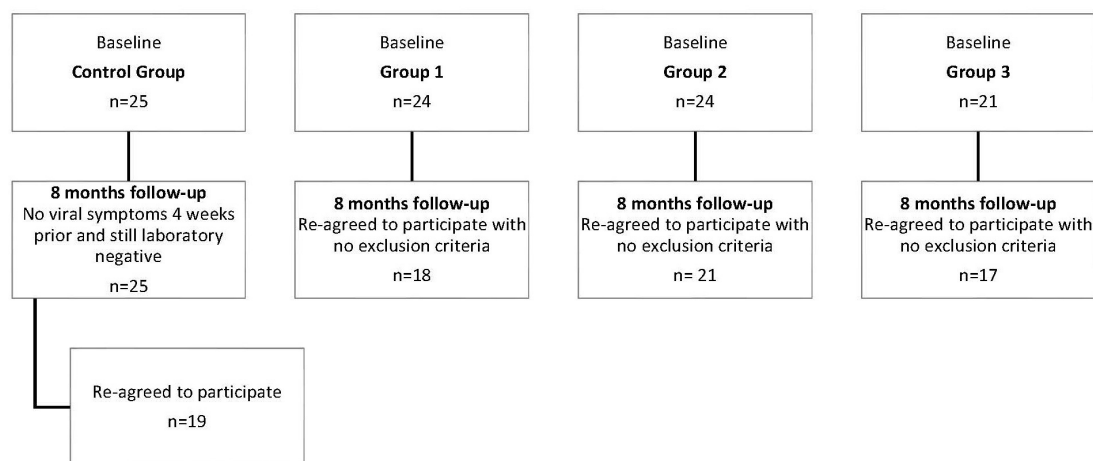 Baseline
Control Group
n=25
Baseline
Group 1
n=24
Baseline
Group 2
n=24
Baseline
Group 3
n=21
8 months follow-up
No viral symptoms 4 weeks
prior and still laboratory
negative
n=25
8 months follow-up
Re-agreed to participate with
no exclusion criteria
n=18
8 months follow-up
Re-agreed to participate with
no exclusion criteria
n= 21
8 months follow-up
Re-agreed to participate with
no exclusion criteria
n=17
Re-agreed to participate
n=19